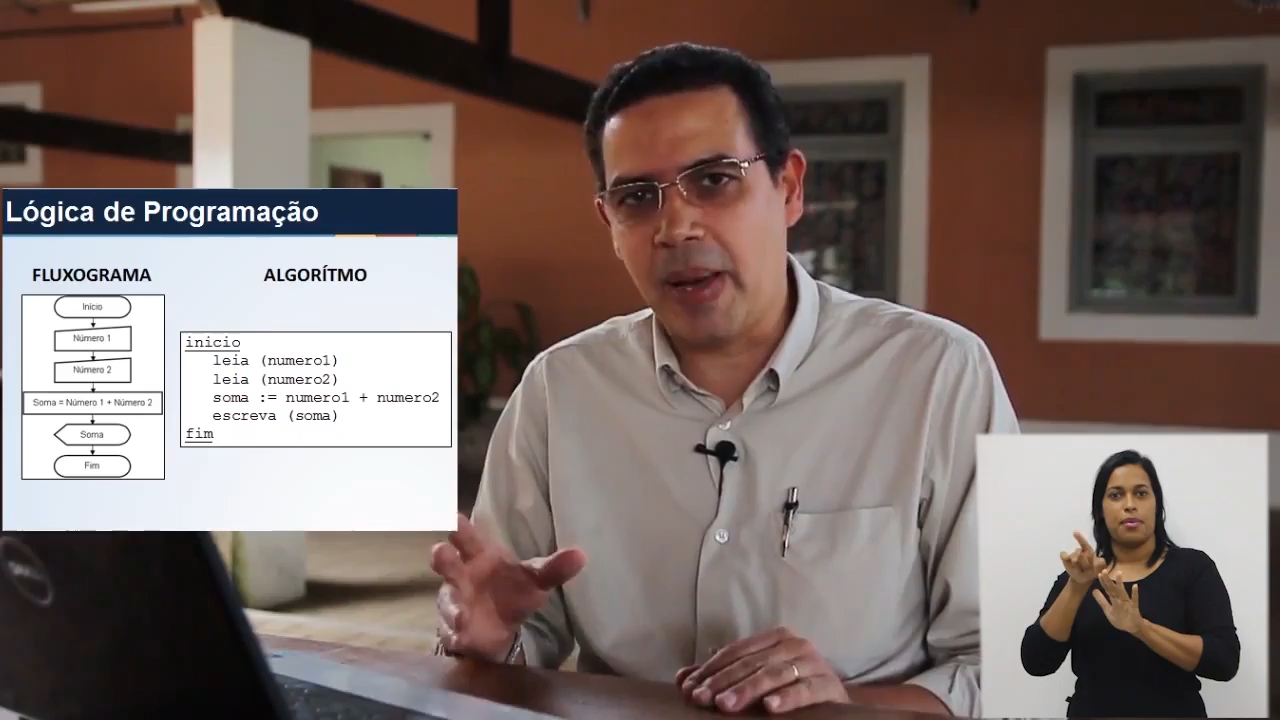 Lógica de Programação
FLUXOGRAMA
Início
Número 1
Número 2
Soma = Número 1 + Número 2
Soma
Fim
ALGORÍTMO
inicio
leia (numero1)
leia (numero2)
soma := numero1 + numero2
escreva (soma)
fim
DELL